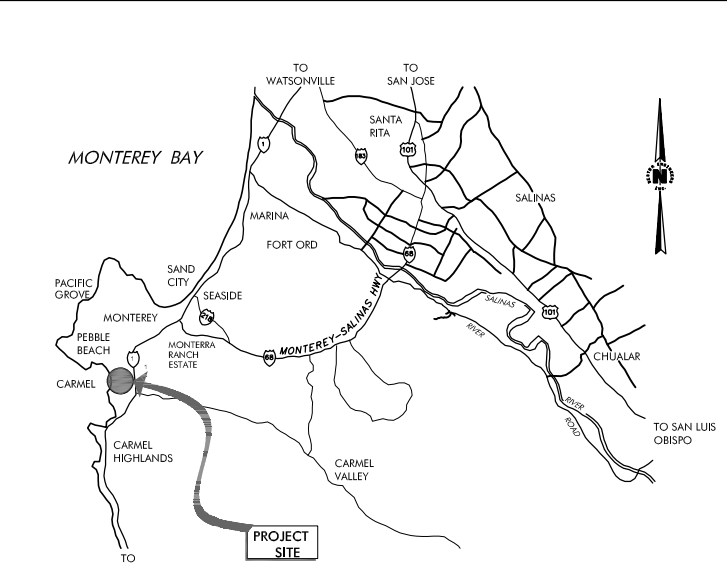 TO
WATSONVILLE
TO
SAN JOSE
SANTA
RITA
1
183
101
MONTEREY BAY
N
SALINAS
MARINA
FORT ORD
68
SAND
CITY
PACIFIC
GROVE
SEASIDE
218
MONTEREY
SALINAS
RIVER
101
MONTEREY-SALINAS HWY
PEBBLE
BEACH
MONTERRA
RANCH
ESTATE
68
1
CHUALAR
CARMEL
1
RIVER
ROAD
TO SAN LUIS
OBISPO
CARMEL
HIGHLANDS
CARMEL
VALLEY
PROJECT
SITE
TO